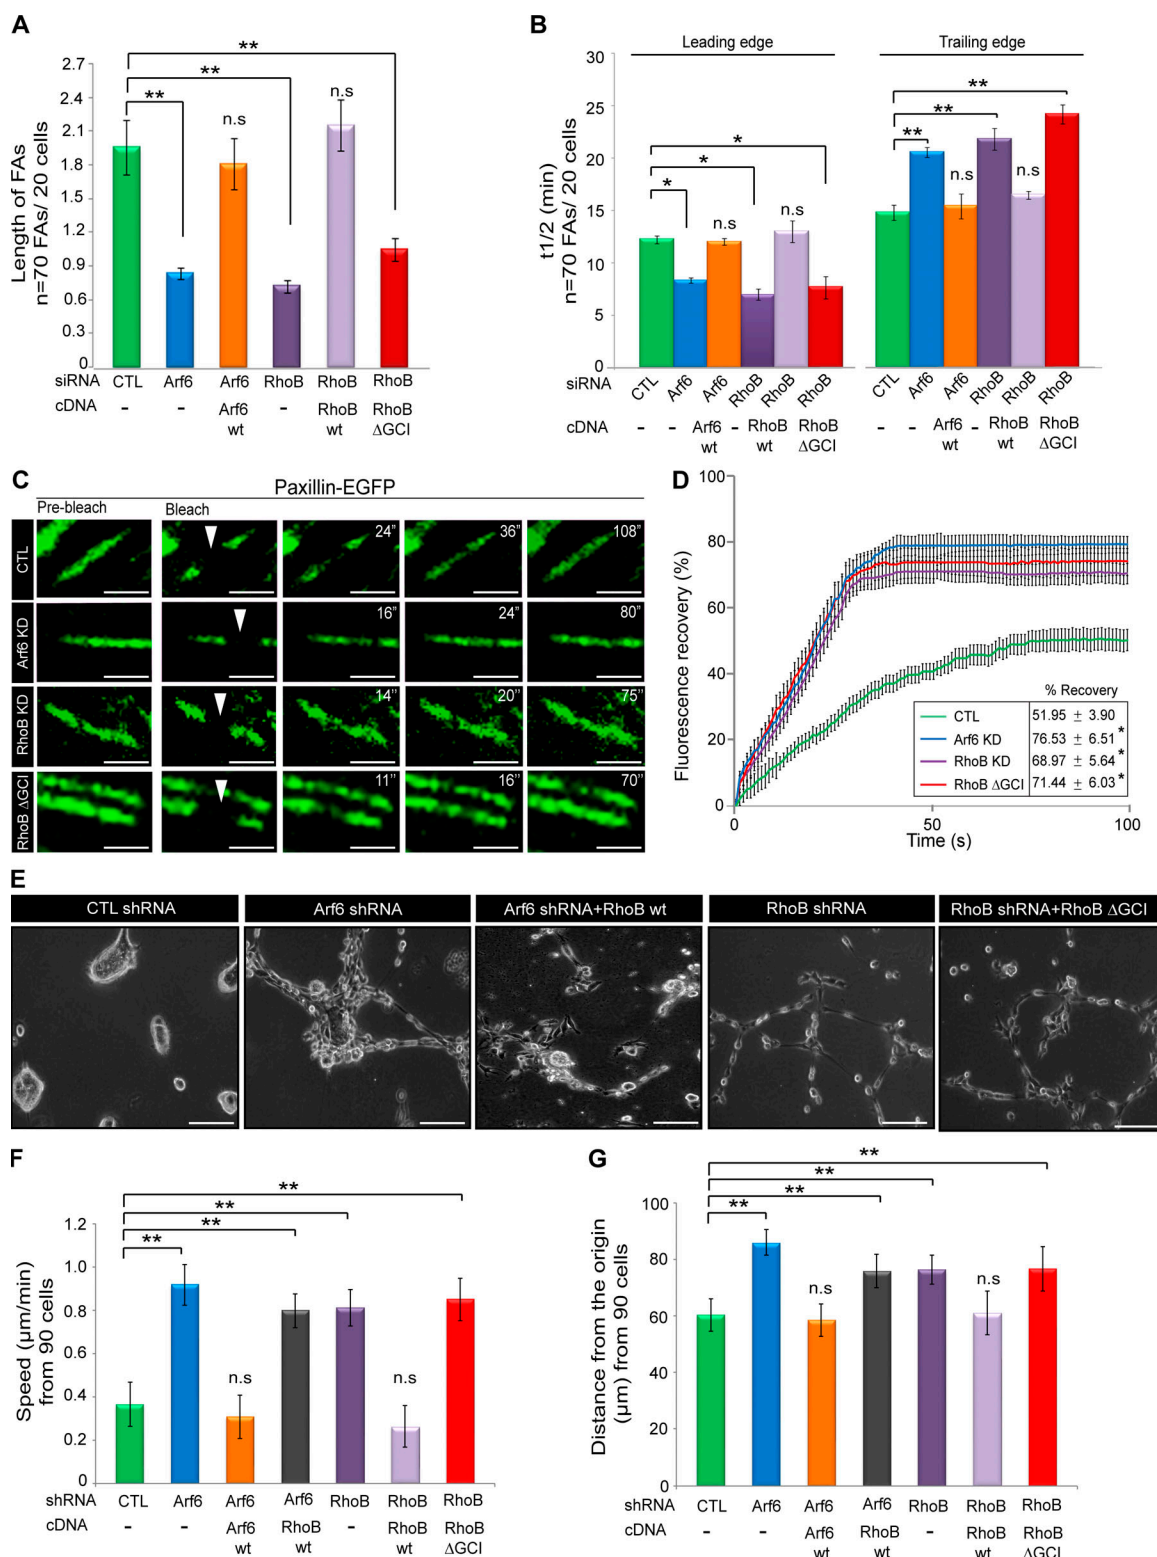 A
Length of FAs
n=70 FAs/ 20 cells
2.7
2.4
2.1
1.8
1.5
1.2
0.9
0.6
0.3
0
**
**
**
n.s
n.s
siRNA CTL Arf6 Arf6 RhoB RhoB RhoB
cDNA - - Arf6 wt - RhoB wt RhoB ΔGCI
B
Leading edge
Trailing edge
t1/2 (min)
n=70 FAs/ 20 cells
30
25
20
15
10
5
0
*
*
*
n.s
n.s
**
**
**
n.s
n.s
siRNA CTL Arf6 Arf6 RhoB RhoB RhoB CTL Arf6 Arf6 RhoB RhoB RhoB
cDNA - - Arf6 wt - RhoB wt RhoB ΔGCI - - Arf6 wt - RhoB wt RhoB ΔGCI
C
Paxillin-EGFP
Pre-bleach
Bleach
CTL
24”
36”
108”
Arf6 KD
16”
24”
80”
RhoB KD
14”
20”
75”
RhoB ΔGCI
11”
16”
70”
D
Fluorescence recovery (%)
100
80
60
40
20
0
0
50
100
Time (s)
% Recovery
CTL 51.95 ± 3.90
Arf6 KD 76.53 ± 6.51*
RhoB KD 68.97 ± 5.64*
RhoB ΔGCI 71.44 ± 6.03*
E
CTL shRNA
Arf6 shRNA
Arf6 shRNA+RhoB wt
RhoB shRNA
RhoB shRNA+RhoB ΔGCI
F
Speed (µm/min)
from 90 cells
1.2
1
0.8
0.6
0.4
0.2
0
**
**
**
**
n.s
n.s
shRNA CTL Arf6 Arf6 Arf6 RhoB RhoB RhoB
cDNA - - Arf6 wt RhoB wt - RhoB wt RhoB ΔGCI
G
Distance from the origin
(µm) from 90 cells
100
80
60
40
20
0
**
**
**
**
n.s
n.s
shRNA CTL Arf6 Arf6 Arf6 RhoB RhoB RhoB
cDNA - - Arf6 wt RhoB wt - RhoB wt RhoB ΔGCI